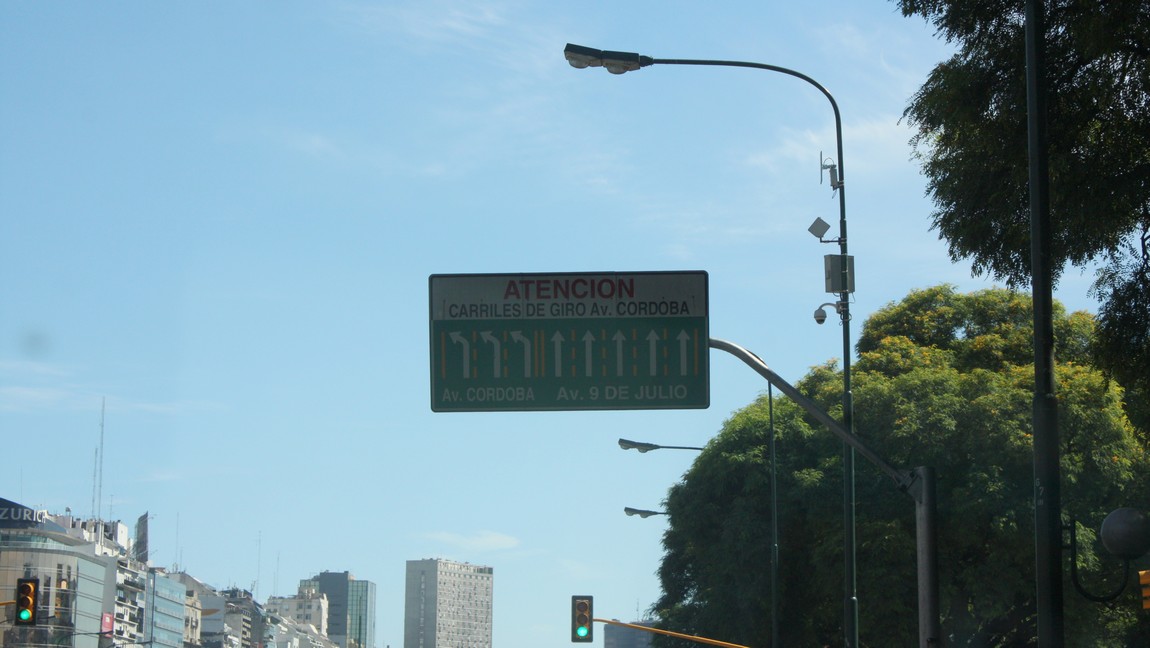 ATENCION
CARRILES DE GIRO Av. CORDOBA
Av. CORDOBA Av. 9 DE JULIO
ZURIC